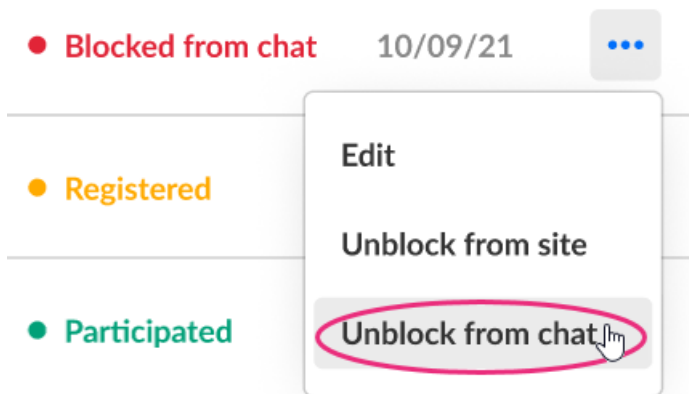 Blocked from chat 10/09/21
Edit
Registered
Unblock from site
Participated
Unblock from chat